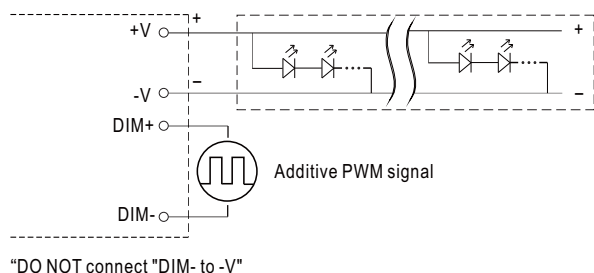 +V
+
+
-V
−
−
DIM+
Additive PWM signal
DIM-
“DO NOT connect "DIM- to -V"